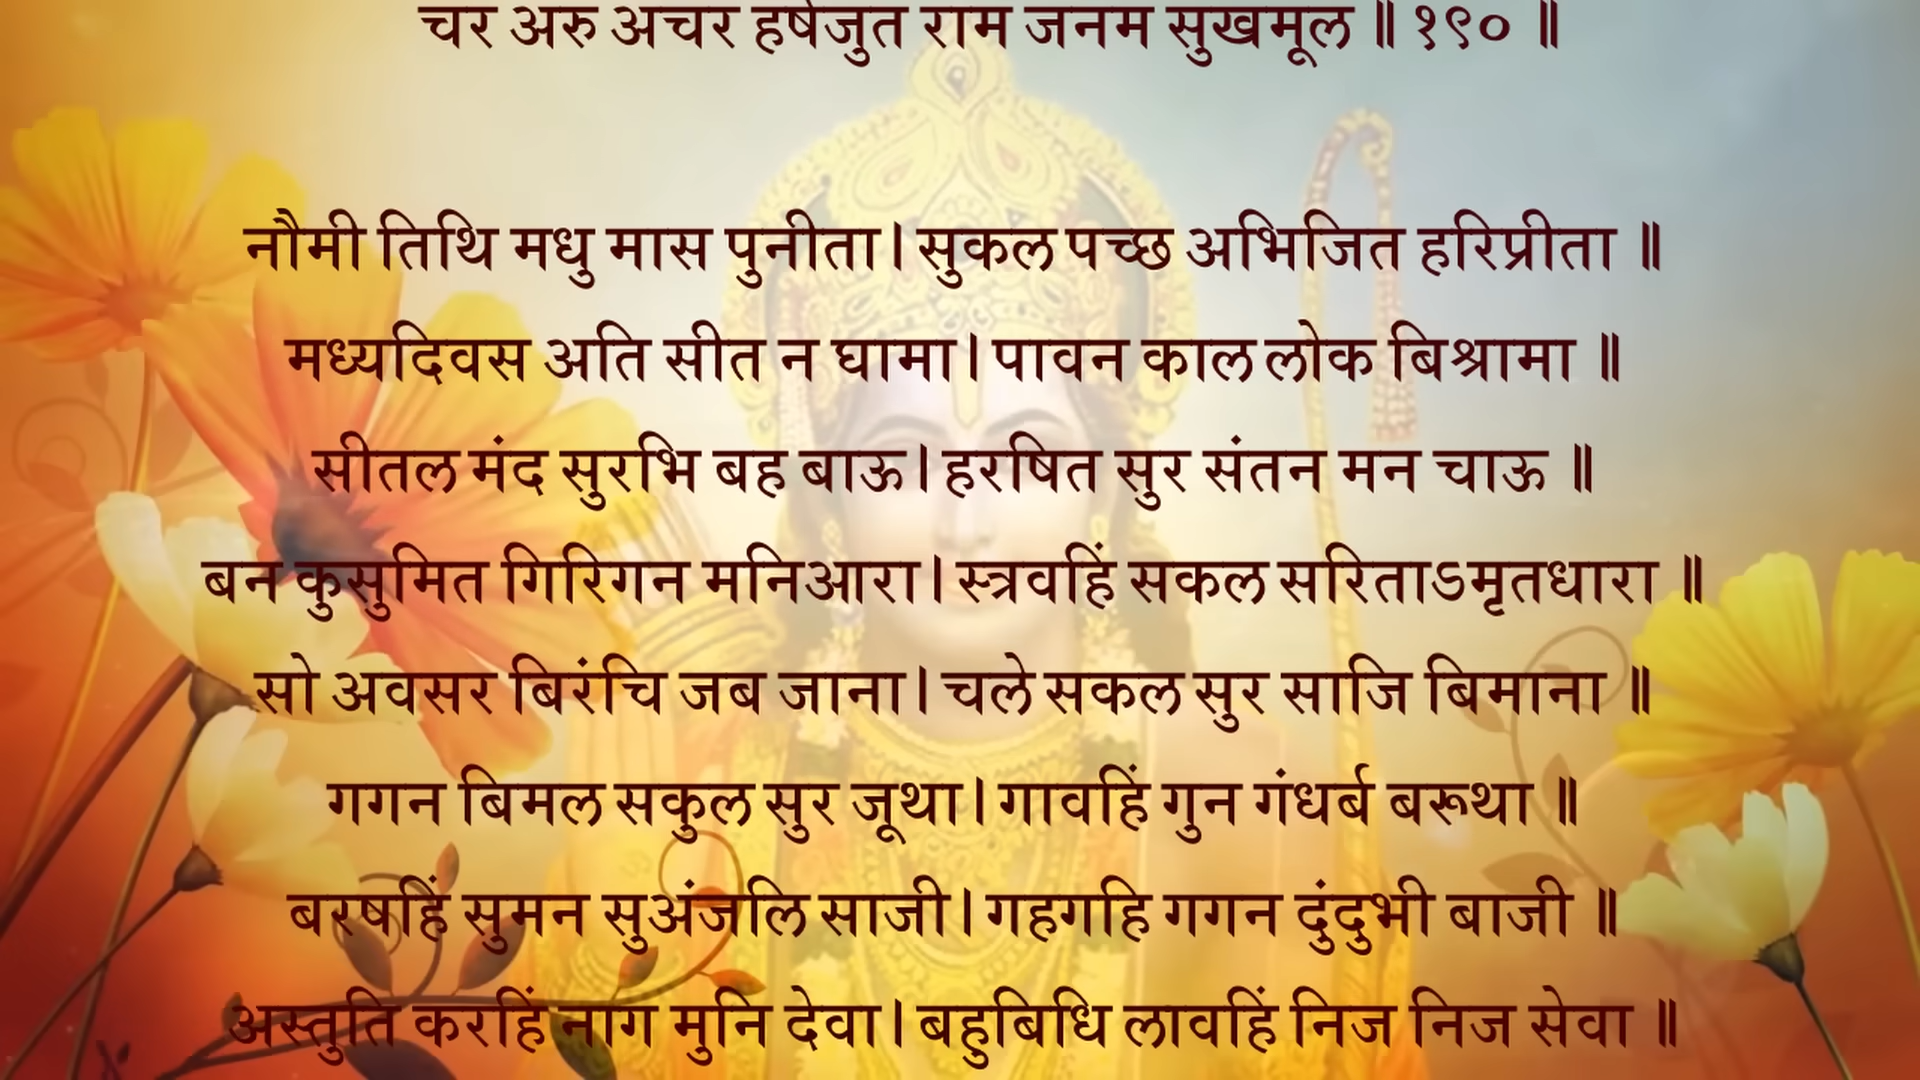 चर अरु अचर हर्षजुत राम जनम सुखमूल ॥ १९० ॥
नौमी तिथि मधु मास पुनीता। सुकल पच्छ अभिजित हरिप्रीता ॥
मध्यदिवस अति सीत न घामा। पावन काल लोक बिश्रामा ॥
सीतल मंद सुरभि बह बाऊ। हरषित सुर संतन मन चाऊ ॥
बन कुसुमित गिरिगन मनिआरा। स्त्रवहिं सकल सरिताऽमृतधारा ॥
सो अवसर बिरंचि जब जाना। चले सकल सुर साजि बिमाना ॥
गगन बिमल सकुल सुर जूथा। गावहिं गुन गंधर्ब बरूथा ॥
बरषहिं सुमन सुअंजलि साजी। गहगहि गगन दुंदुभी बाजी ॥
अस्तुति करहिं नाग मुनि देवा। बहुबिधि लावहिं निज निज सेवा ॥